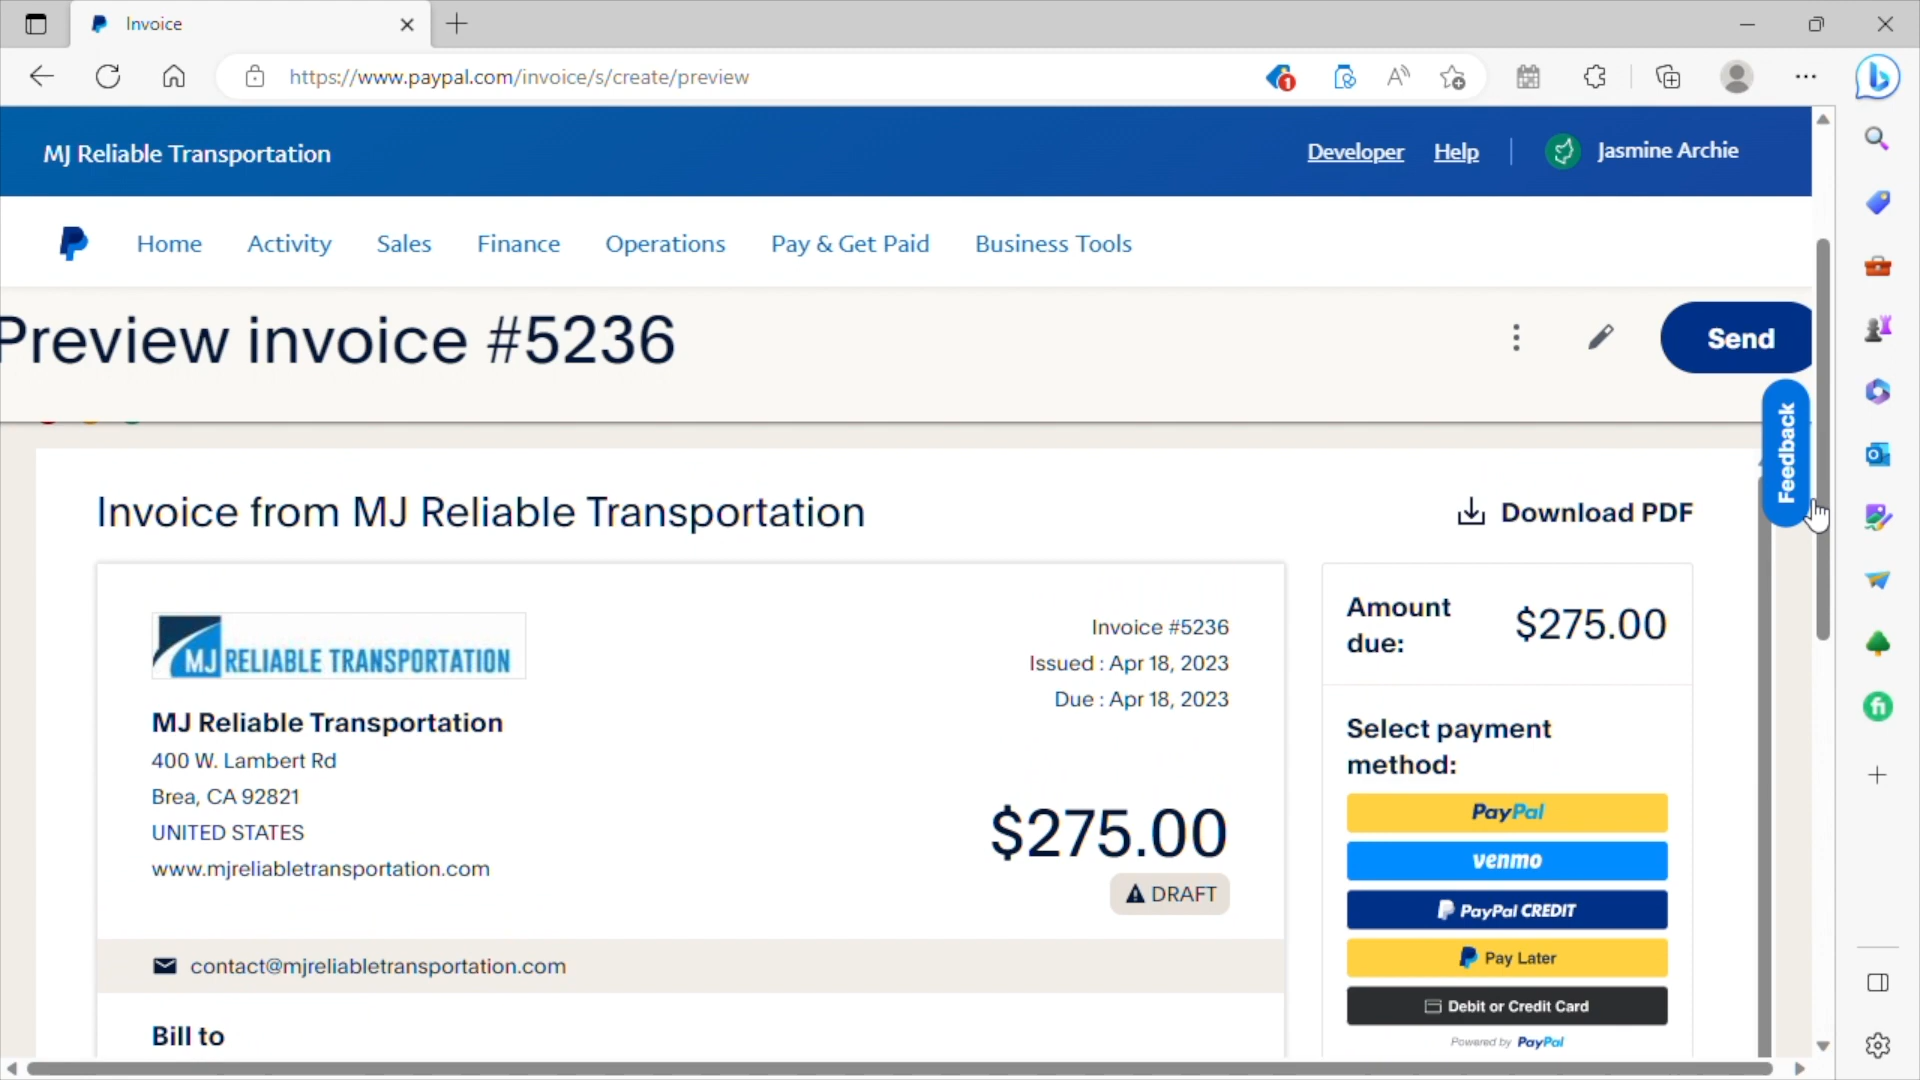 Invoice
https://www.paypal.com/invoice/s/create/preview
1
MJ Reliable Transportation
Developer
Help
Jasmine Archie
Home
Activity
Sales
Finance
Operations
Pay & Get Paid
Business Tools
Preview invoice #5236
Send
Feedback
Invoice from MJ Reliable Transportation
Download PDF
MJ RELIABLE TRANSPORTATION
Invoice #5236
Issued : Apr 18, 2023
Due : Apr 18, 2023
MJ Reliable Transportation
400 W. Lambert Rd
Brea, CA 92821
UNITED STATES
www.mjreliabletransportation.com
$275.00
DRAFT
contact@mjreliabletransportation.com
Bill to
Amount
due:
$275.00
Select payment
method:
PayPal
venmo
PayPal CREDIT
Pay Later
Debit or Credit Card
Powered by PayPal